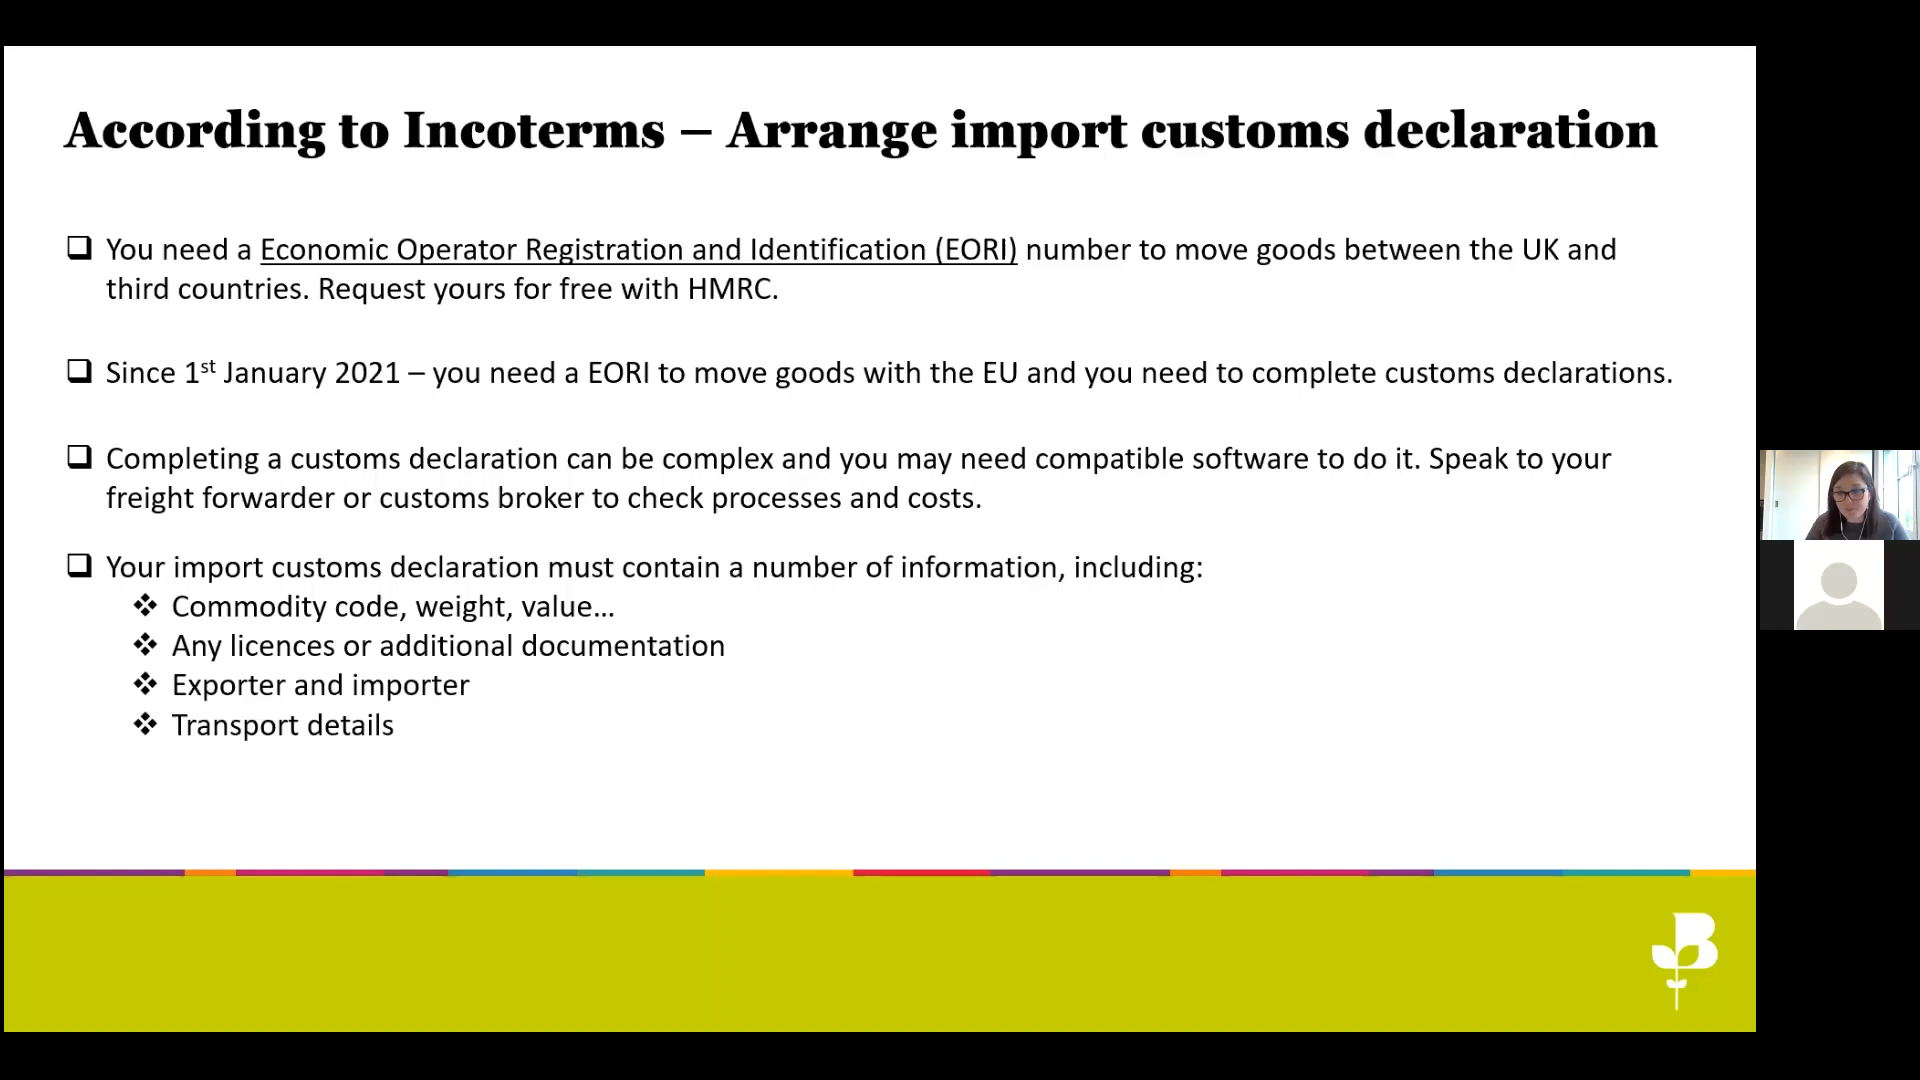 According to Incoterms – Arrange import customs declaration
You need a Economic Operator Registration and Identification (EORI) number to move goods between the UK and
third countries. Request yours for free with HMRC.
Since 1st January 2021 – you need a EORI to move goods with the EU and you need to complete customs declarations.
Completing a customs declaration can be complex and you may need compatible software to do it. Speak to your
freight forwarder or customs broker to check processes and costs.
Your import customs declaration must contain a number of information, including:
Commodity code, weight, value…
Any licences or additional documentation
Exporter and importer
Transport details
B